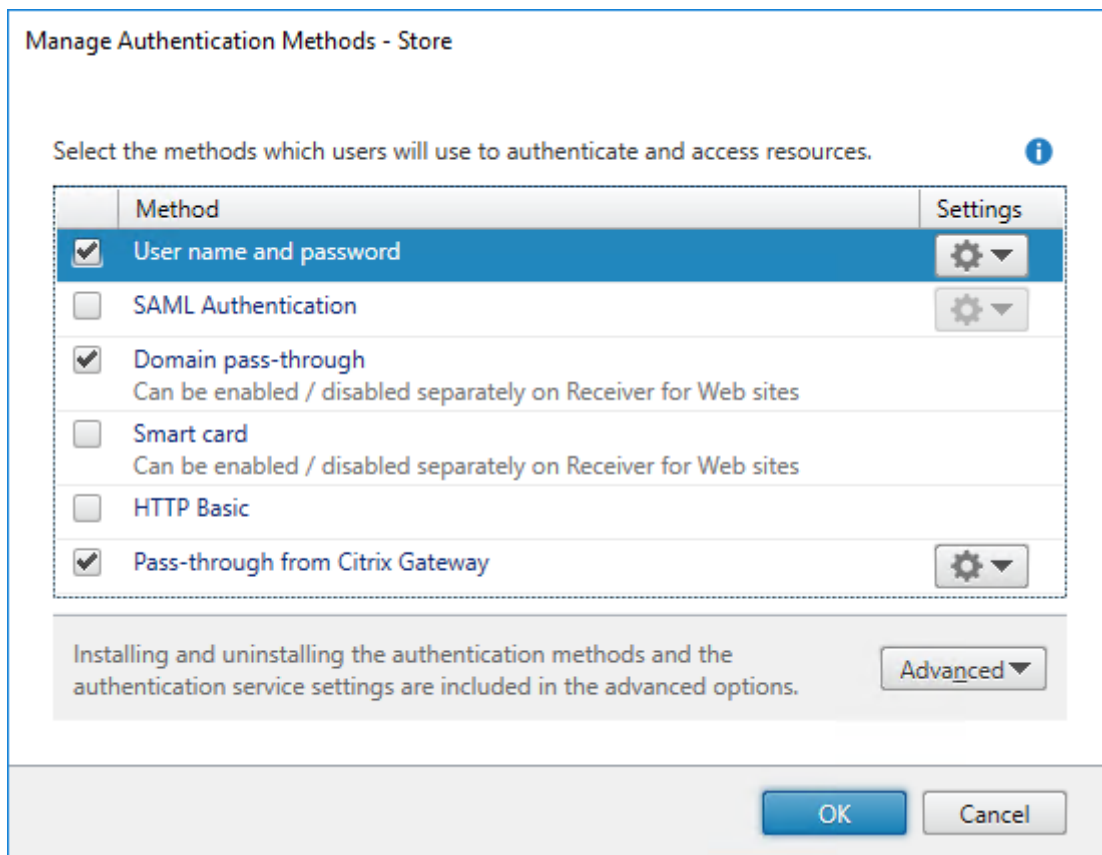 Manage Authentication Methods - Store
Select the methods which users will use to authenticate and access resources.
Method Settings
User name and password
SAML Authentication
Domain pass-through
Can be enabled / disabled separately on Receiver for Web sites
Smart card
Can be enabled / disabled separately on Receiver for Web sites
HTTP Basic
Pass-through from Citrix Gateway
Installing and uninstalling the authentication methods and the
authentication service settings are included in the advanced options.
Advanced
OK Cancel